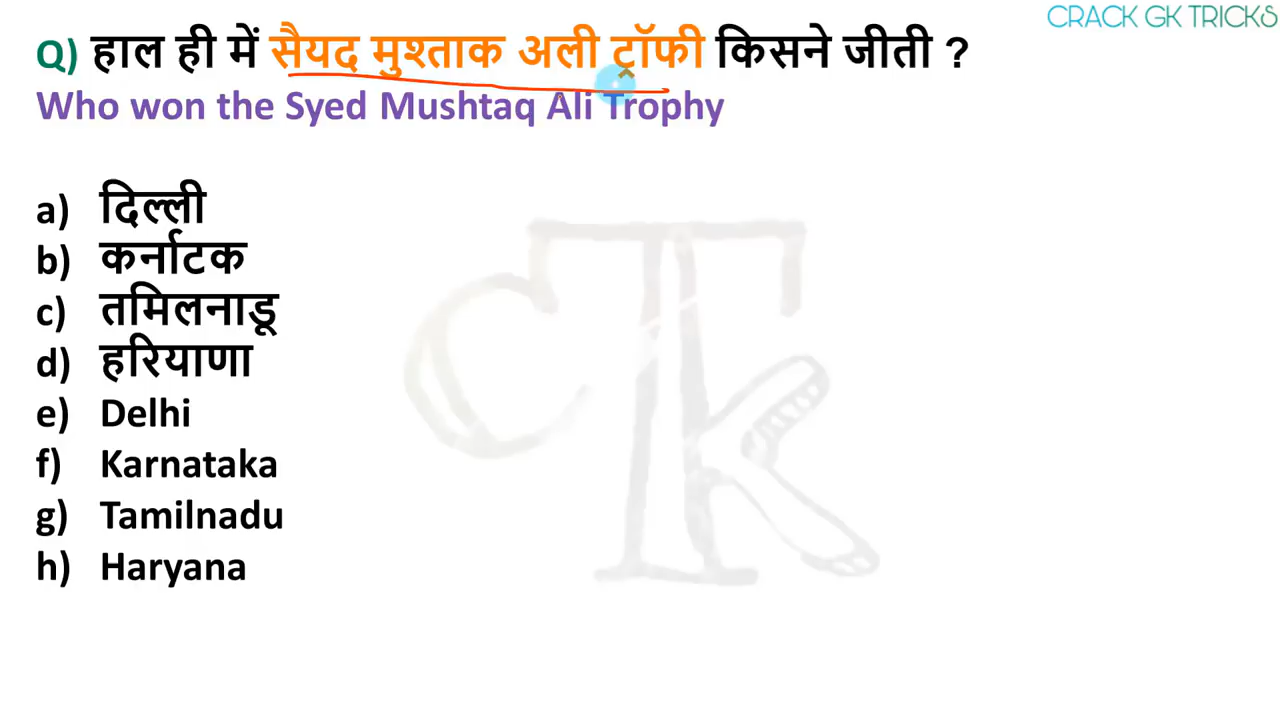 CRACK GK TRICKS
Q) हाल ही में सैयद मुश्ताक अली ट्रॉफी किसने जीती ?
Who won the Syed Mushtaq Ali Trophy
a) दिल्ली
b) कर्नाटक
c) तमिलनाडू
d) हरियाणा
e) Delhi
f) Karnataka
g) Tamilnadu
h) Haryana
CTK